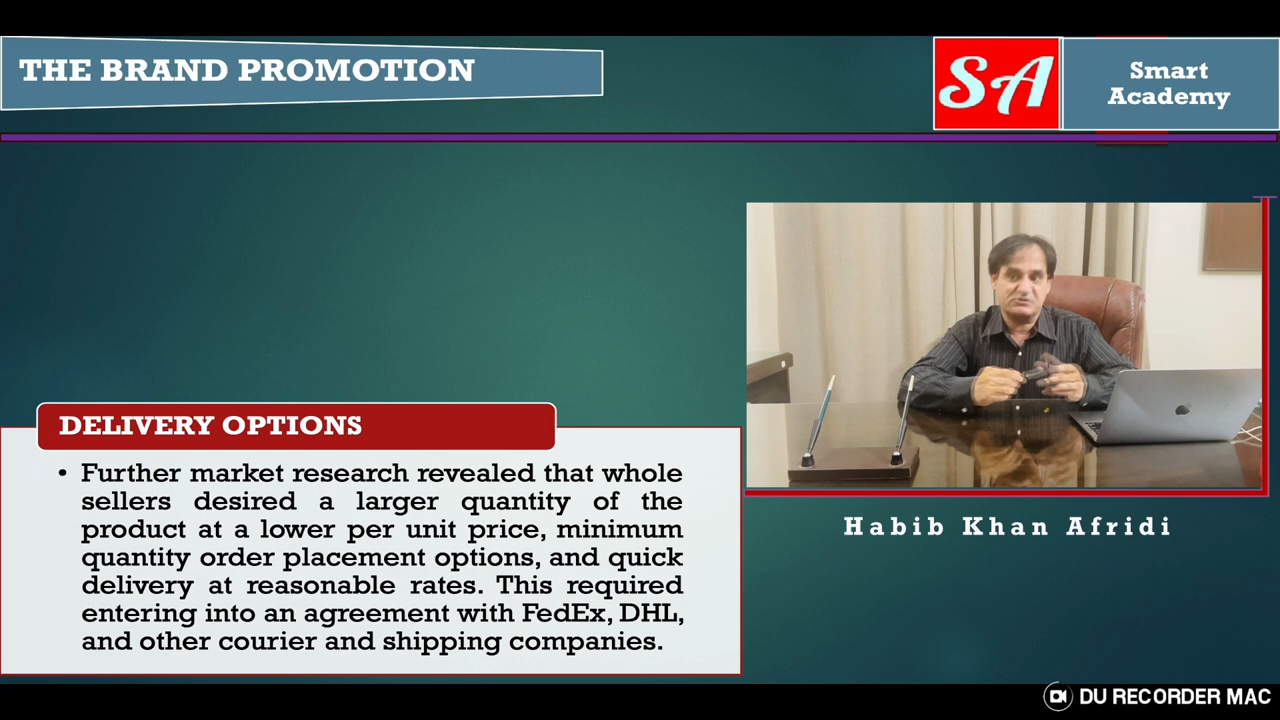 THE BRAND PROMOTION
SA
Smart
Academy
DELIVERY OPTIONS
• Further market research revealed that whole
sellers desired a larger quantity of the
product at a lower per unit price, minimum
quantity order placement options, and quick
delivery at reasonable rates. This required
entering into an agreement with FedEx, DHL,
and other courier and shipping companies.
Habib Khan Afridi
DU RECORDER MAC